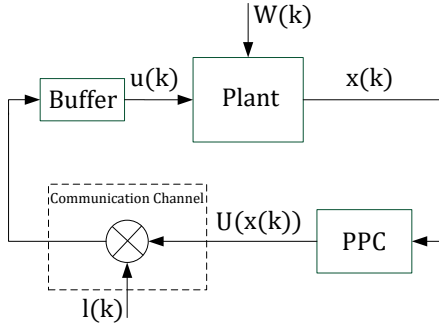 W(k)
Buffer
u(k)
Plant
x(k)
Communication Channel
U(x(k))
PPC
l(k)